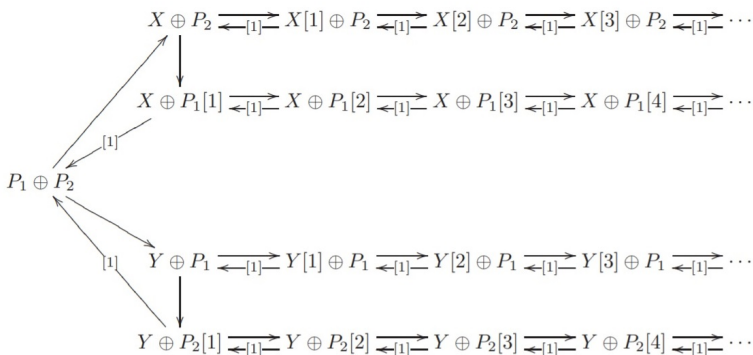 X ⊕ P₂ [1] X[1] ⊕ P₂ [1] X[2] ⊕ P₂ [1] X[3] ⊕ P₂ [1] ⋯
X ⊕ P₁[1] [1] X ⊕ P₁[2] [1] X ⊕ P₁[3] [1] X ⊕ P₁[4] [1] ⋯
[1]
P₁ ⊕ P₂
[1] Y ⊕ P₁ [1] Y[1] ⊕ P₁ [1] Y[2] ⊕ P₁ [1] Y[3] ⊕ P₁ [1] ⋯
Y ⊕ P₂[1] [1] Y ⊕ P₂[2] [1] Y ⊕ P₂[3] [1] Y ⊕ P₂[4] [1] ⋯